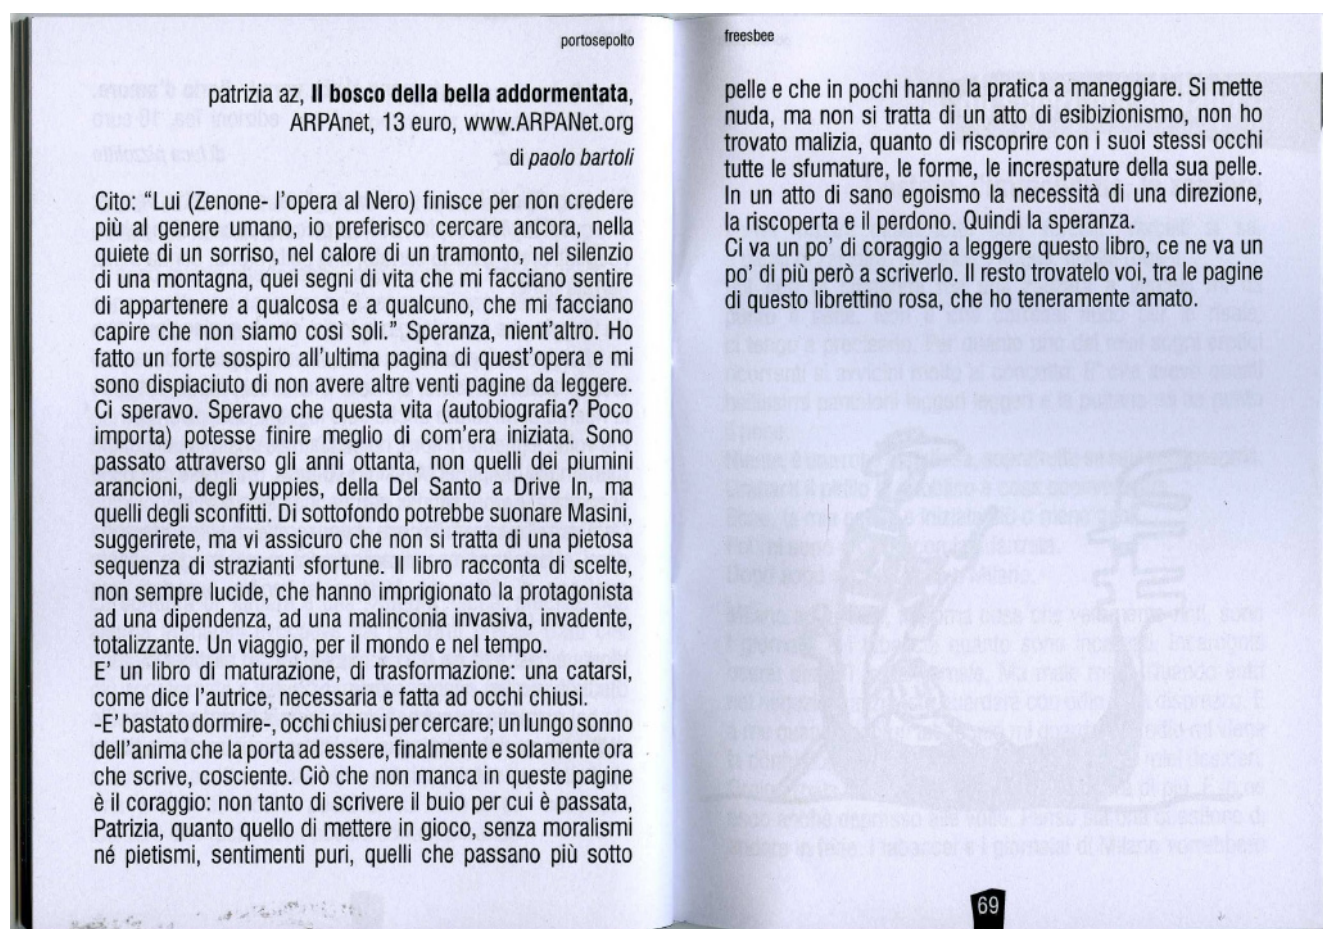 portosepolto
patrizia az, Il bosco della bella addormentata,
ARPAnet, 13 euro, www.ARPANet.org
di paolo bartoli
Cito: “Lui (Zenone- l’opera al Nero) finisce per non credere
più al genere umano, io preferisco cercare ancora, nella
quiete di un sorriso, nel calore di un tramonto, nel silenzio
di una montagna, quei segni di vita che mi facciano sentire
di appartenere a qualcosa e a qualcuno, che mi facciano
capire che non siamo così soli.” Speranza, nient’altro. Ho
fatto un forte sospiro all’ultima pagina di quest’opera e mi
sono dispiaciuto di non avere altre venti pagine da leggere.
Ci speravo. Speravo che questa vita (autobiografia? Poco
importa) potesse finire meglio di com’era iniziata. Sono
passato attraverso gli anni ottanta, non quelli dei piumini
arancioni, degli yuppies, della Del Santo a Drive In, ma
quelli degli sconfitti. Di sottofondo potrebbe suonare Masini,
suggerirete, ma vi assicuro che non si tratta di una pietosa
sequenza di strazianti sfortune. Il libro racconta di scelte,
non sempre lucide, che hanno imprigionato la protagonista
ad una dipendenza, ad una malinconia invasiva, invadente,
totalizzante. Un viaggio, per il mondo e nel tempo.
E’ un libro di maturazione, di trasformazione: una catarsi,
come dice l’autrice, necessaria e fatta ad occhi chiusi.
-E’ bastato dormire-, occhi chiusi per cercare; un lungo sonno
dell’anima che la porta ad essere, finalmente e solamente ora
che scrive, cosciente. Ciò che non manca in queste pagine
è il coraggio: non tanto di scrivere il buio per cui è passata,
Patrizia, quanto quello di mettere in gioco, senza moralismi
né pietismi, sentimenti puri, quelli che passano più sotto
freesbee
pelle e che in pochi hanno la pratica a maneggiare. Si mette
nuda, ma non si tratta di un atto di esibizionismo, non ho
trovato malizia, quanto di riscoprire con i suoi stessi occhi
tutte le sfumature, le forme, le increspature della sua pelle.
In un atto di sano egoismo la necessità di una direzione,
la riscoperta e il perdono. Quindi la speranza.
Ci va un po’ di coraggio a leggere questo libro, ce ne va un
po’ di più però a scriverlo. Il resto trovatelo voi, tra le pagine
di questo librettino rosa, che ho teneramente amato.
69